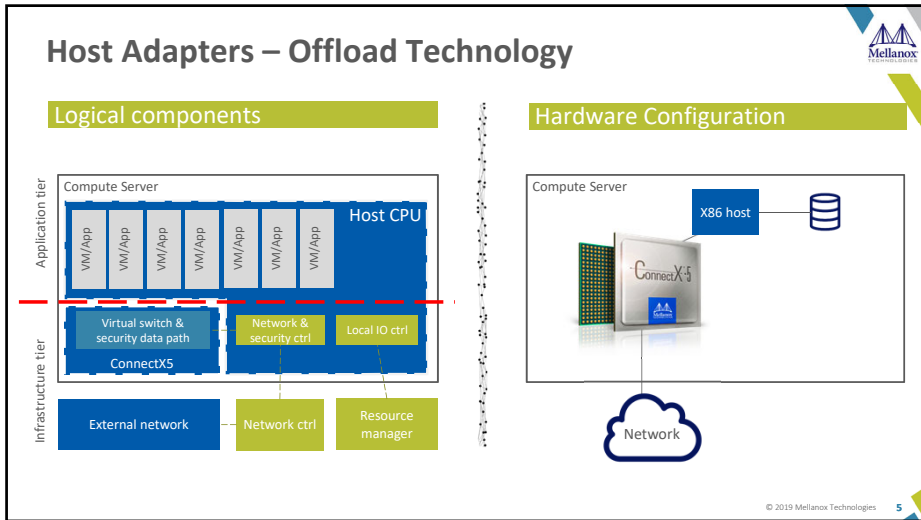 Host Adapters – Offload Technology
Mellanox
TECHNOLOGIES
Logical components
Hardware Configuration
Application tier
Infrastructure tier
Compute Server
Host CPU
VM/App
VM/App
VM/App
VM/App
VM/App
VM/App
VM/App
Virtual switch &
security data path
ConnectX5
Network &
security ctrl
Local IO ctrl
External network
Network ctrl
Resource
manager
Compute Server
X86 host
ConnectX-5
Network
© 2019 Mellanox Technologies
5